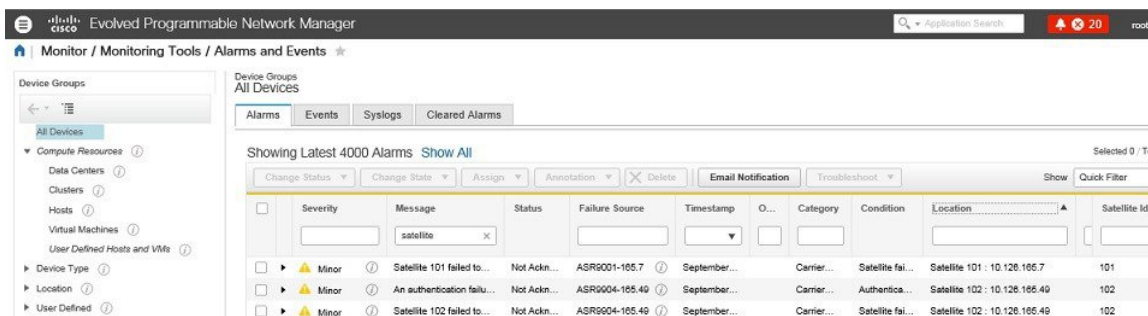 cisco Evolved Programmable Network Manager
Application Search
20
root
Monitor / Monitoring Tools / Alarms and Events
Device Groups
All Devices
Compute Resources
Data Centers
Clusters
Hosts
Virtual Machines
User Defined Hosts and VMs
Device Type
Location
User Defined
Device Groups
All Devices
Alarms Events Syslogs Cleared Alarms
Showing Latest 4000 Alarms Show All
Selected 0 / T
Change Status Change State Assign Annotation Delete Email Notification Troubleshoot Show Quick Filter
Severity Message Status Failure Source Timestamp O... Category Condition Location Satellite Id
satellite
Minor Satellite 101 failed to... Not Ackn... ASR9001-165.7 September... Carrier... Satellite fai... Satellite 101 : 10.126.165.7 101
Minor An authentication failu... Not Ackn... ASR9904-165.49 September... Carrier... Authentica... Satellite 102 : 10.126.165.49 102
Minor Satellite 102 failed to... Not Ackn... ASR9904-165.49 September... Carrier... Satellite fai... Satellite 102 : 10.126.165.49 102